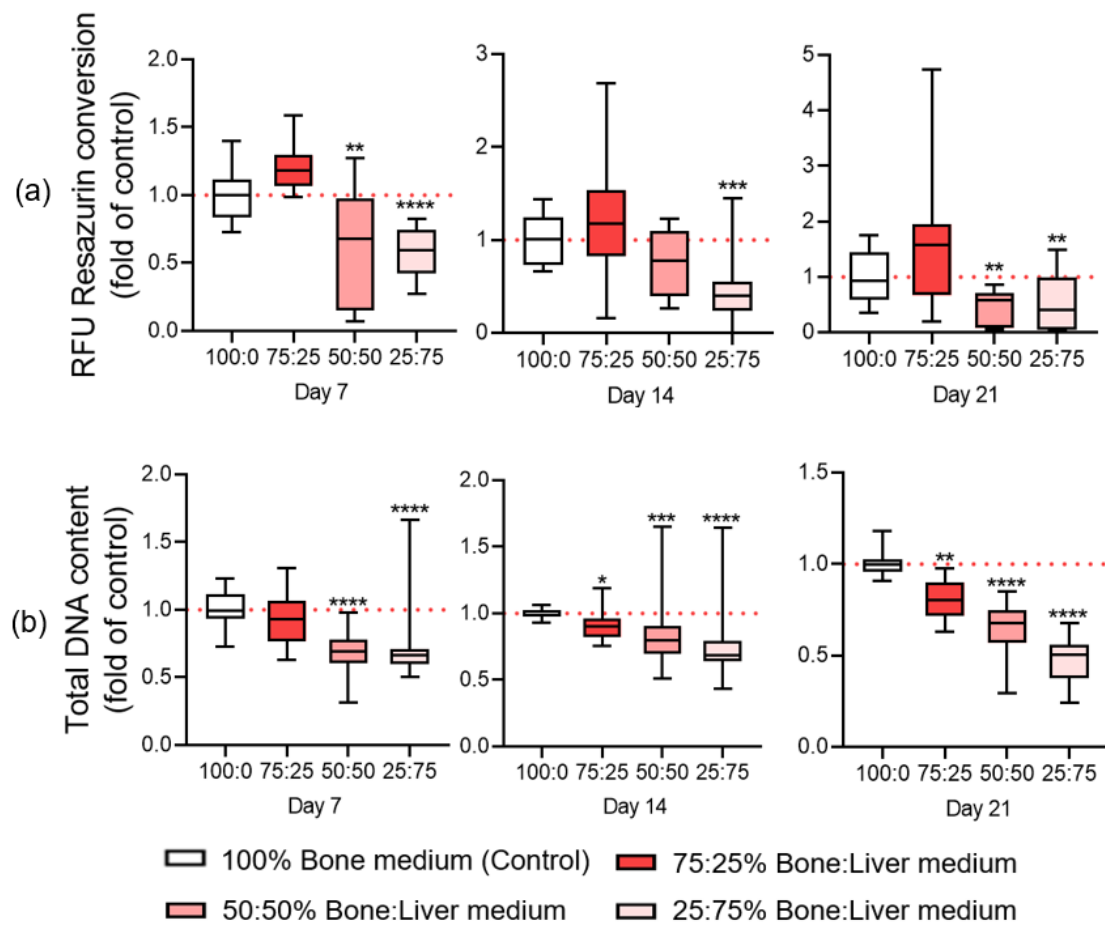 (a)
RFU Resazurin conversion
(fold of control)
2.0
1.5
1.0
0.5
0.0
**
****
100:0 75:25 50:50 25:75
Day 7
3
2
1
0
***
100:0 75:25 50:50 25:75
Day 14
5
4
3
2
1
0
**
**
100:0 75:25 50:50 25:75
Day 21
(b)
Total DNA content
(fold of control)
2.0
1.5
1.0
0.5
0.0
****
****
100:0 75:25 50:50 25:75
Day 7
2.0
1.5
1.0
0.5
0.0
*
***
****
100:0 75:25 50:50 25:75
Day 14
1.5
1.0
0.5
0.0
**
****
****
100:0 75:25 50:50 25:75
Day 21
100% Bone medium (Control)
75:25% Bone:Liver medium
50:50% Bone:Liver medium
25:75% Bone:Liver medium